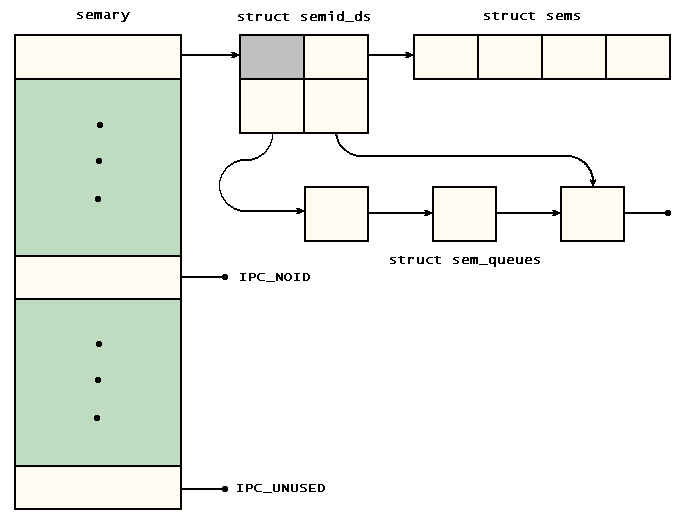 semary
struct semid_ds
struct sems
struct sem_queues
IPC_NOID
IPC_UNUSED